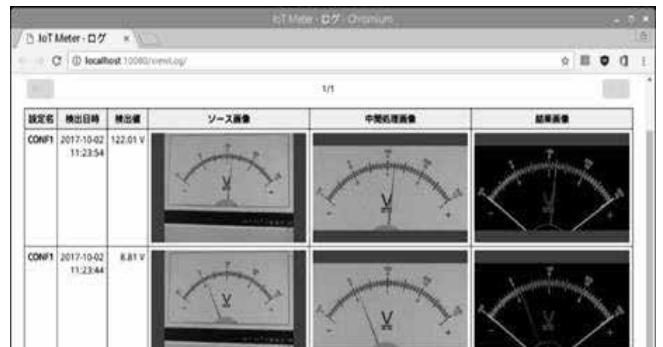 IoT Meter - ログ - Chromium
IoT Meter - ログ ×
localhost:10080/viewLog/
1/1
設定名 検出日時 検出値 ソース画像 中間処理画像 結果画像
CONF1 2017-10-02 122.01 V
11:23:54
V V V
CONF1 2017-10-02 8.81 V
11:23:44
V V V